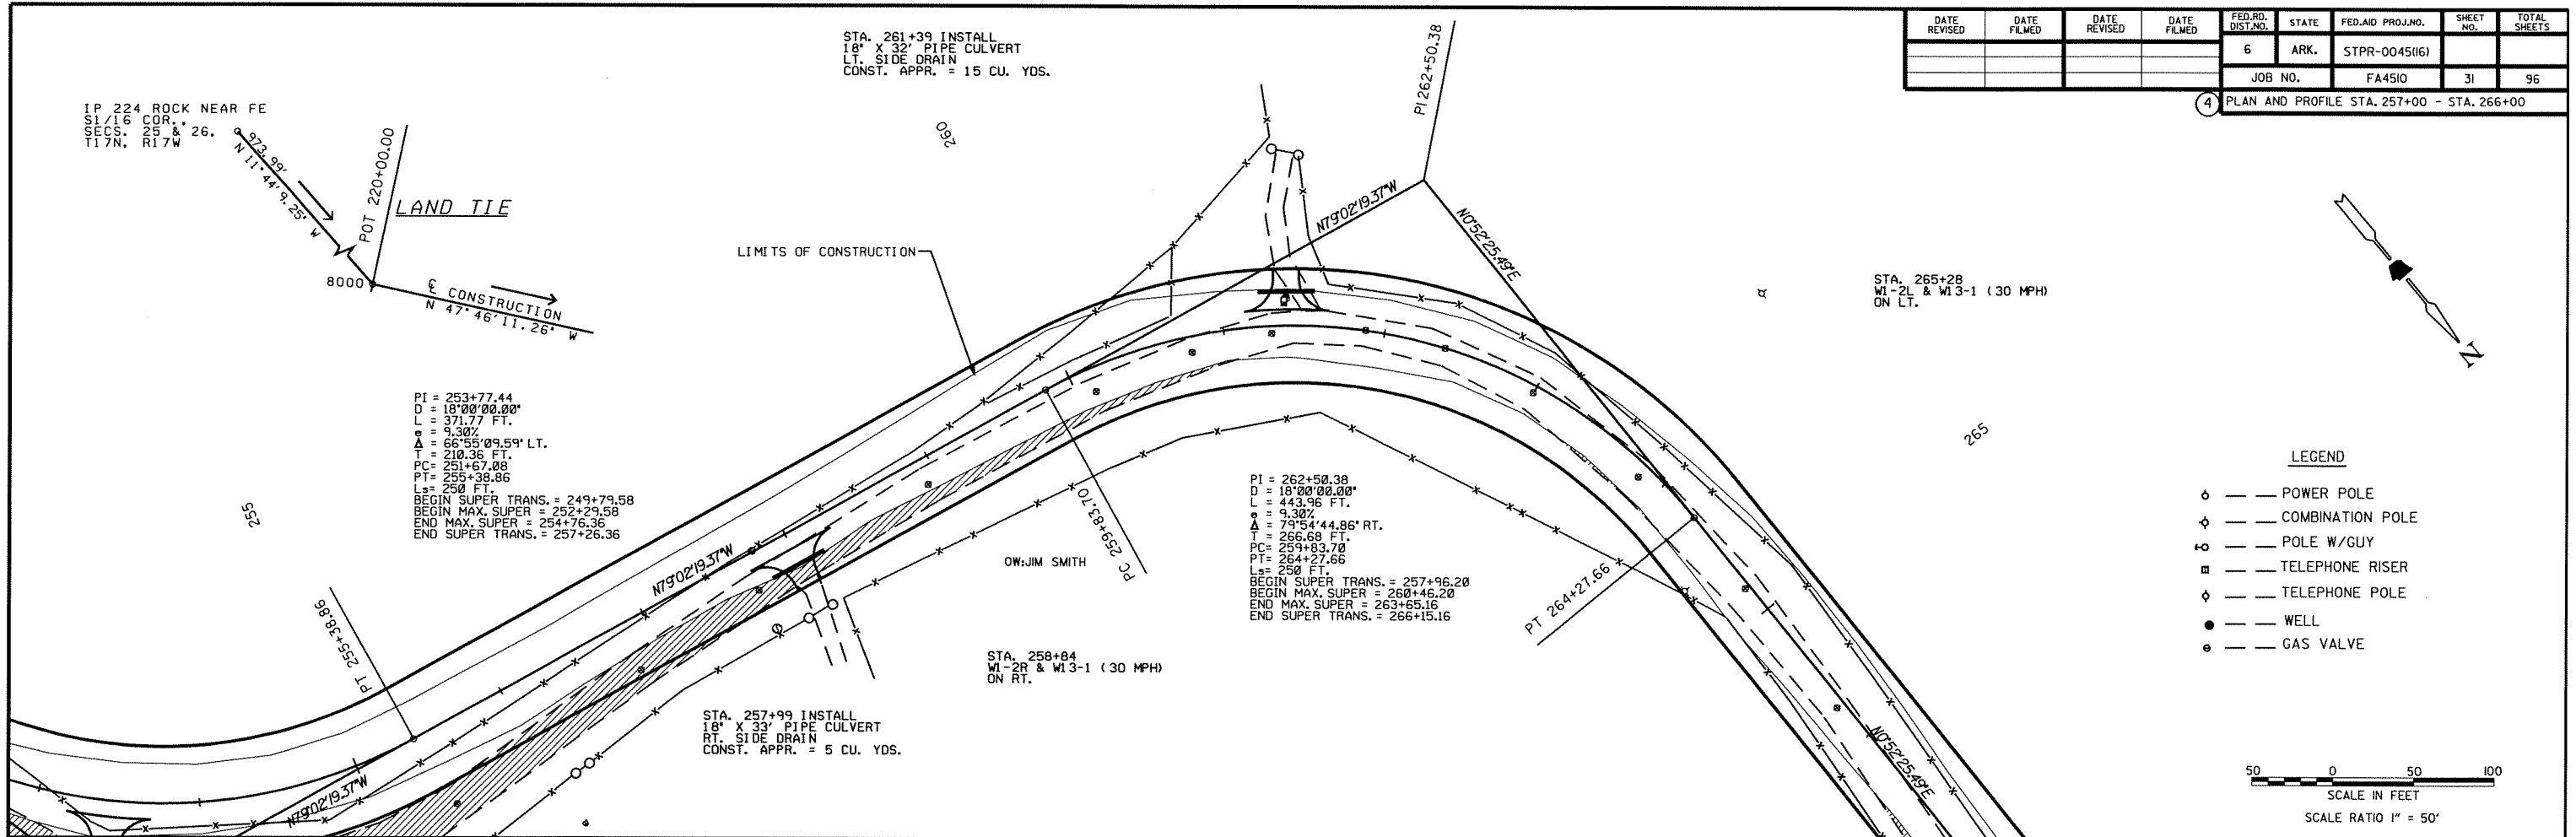 DATE REVISED
DATE FILMED
DATE REVISED
DATE FILMED
FED.RD. DIST.NO.
STATE
FED.AID PROJ.NO.
SHEET NO.
TOTAL SHEETS
6
ARK.
STPR-0045(16)
JOB NO.
FA4510
31
96
4
PLAN AND PROFILE STA. 257+00 - STA. 266+00
STA. 261+39 INSTALL
18" X 32' PIPE CULVERT
LT. SIDE DRAIN
CONST. APPR. = 15 CU. YDS.
IP 224 ROCK NEAR FE
S1/16 COR.,
SECS. 25 & 26,
T17N, R17W
973.99'
N 11°44'9.25" W
POT 220+00.00
LAND TIE
8000
℄ CONSTRUCTION
N 47°46'11.26" W
260
PI 262+50.38
N79°02'19.37"W
N0°52'25.49"E
LIMITS OF CONSTRUCTION
STA. 265+28
W1-2L & W13-1 (30 MPH)
ON LT.
N
PI = 253+77.44
D = 18°00'00.00"
L = 371.77 FT.
e = 9.30%
Δ = 66°55'09.59" LT.
T = 210.36 FT.
PC= 251+67.08
PT= 255+38.86
Ls= 250 FT.
BEGIN SUPER TRANS. = 249+79.58
BEGIN MAX. SUPER = 252+29.58
END MAX. SUPER = 254+76.36
END SUPER TRANS. = 257+26.36
255
265
PI = 262+50.38
D = 18°00'00.00"
L = 443.96 FT.
e = 9.30%
Δ = 79°54'44.86" RT.
T = 266.68 FT.
PC= 259+83.70
PT= 264+27.66
Ls= 250 FT.
BEGIN SUPER TRANS. = 257+96.20
BEGIN MAX. SUPER = 260+46.20
END MAX. SUPER = 263+65.16
END SUPER TRANS. = 266+15.16
PC 259+83.70
OW:JIM SMITH
N79°02'19.37"W
PT 255+38.86
PT 264+27.66
STA. 258+84
W1-2R & W13-1 (30 MPH)
ON RT.
STA. 257+99 INSTALL
18" X 33' PIPE CULVERT
RT. SIDE DRAIN
CONST. APPR. = 5 CU. YDS.
N79°02'19.37"W
N0°52'25.49"E
LEGEND
POWER POLE
COMBINATION POLE
POLE W/GUY
TELEPHONE RISER
TELEPHONE POLE
WELL
GAS VALVE
50 0 50 100
SCALE IN FEET
SCALE RATIO 1" = 50'